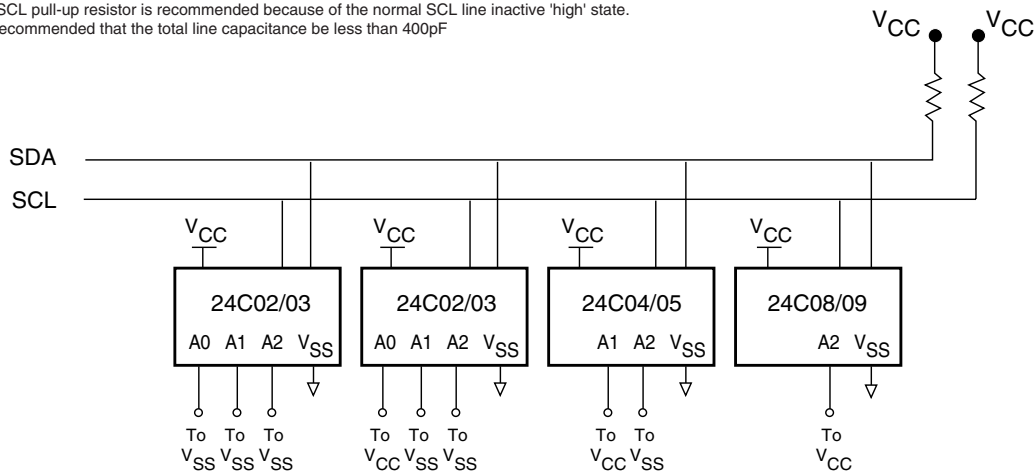 SCL pull-up resistor is recommended because of the normal SCL line inactive 'high' state.
recommended that the total line capacitance be less than 400pF
VCC VCC
SDA
SCL
VCC VCC VCC VCC
24C02/03 24C02/03 24C04/05 24C08/09
A0 A1 A2 VSS A0 A1 A2 VSS A1 A2 VSS A2 VSS
To To To To To To To To To
VSS VSS VSS VCC VSS VSS VCC VSS VCC